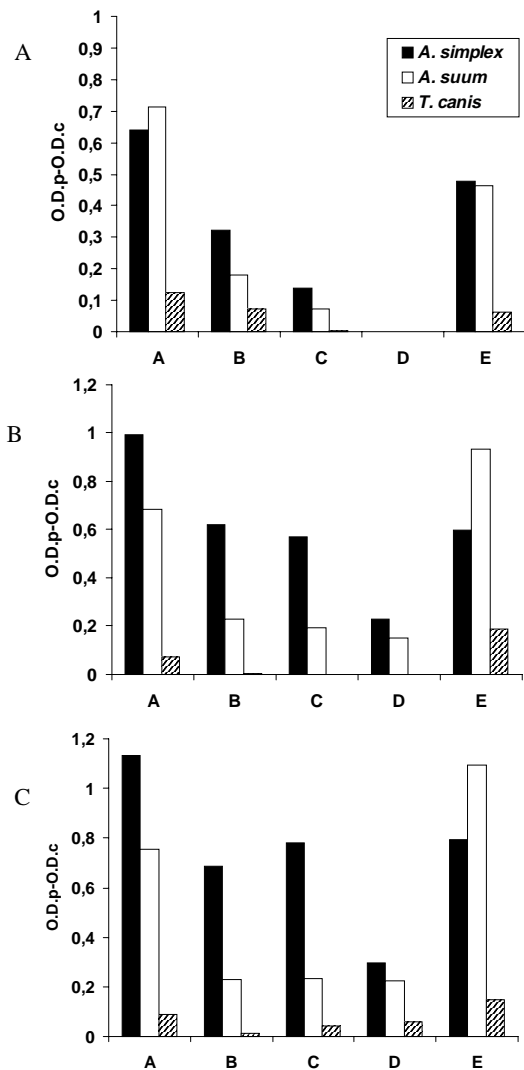 A
1
0,9
0,8
0,7
0,6
0,5
0,4
0,3
0,2
0,1
0
O.D.p-O.D.c
A. simplex
A. suum
T. canis
A B C D E
B
1,2
1
0,8
0,6
0,4
0,2
0
O.D.p-O.D.c
A B C D E
C
1,2
1
0,8
0,6
0,4
0,2
0
O.D.p-O.D.c
A B C D E